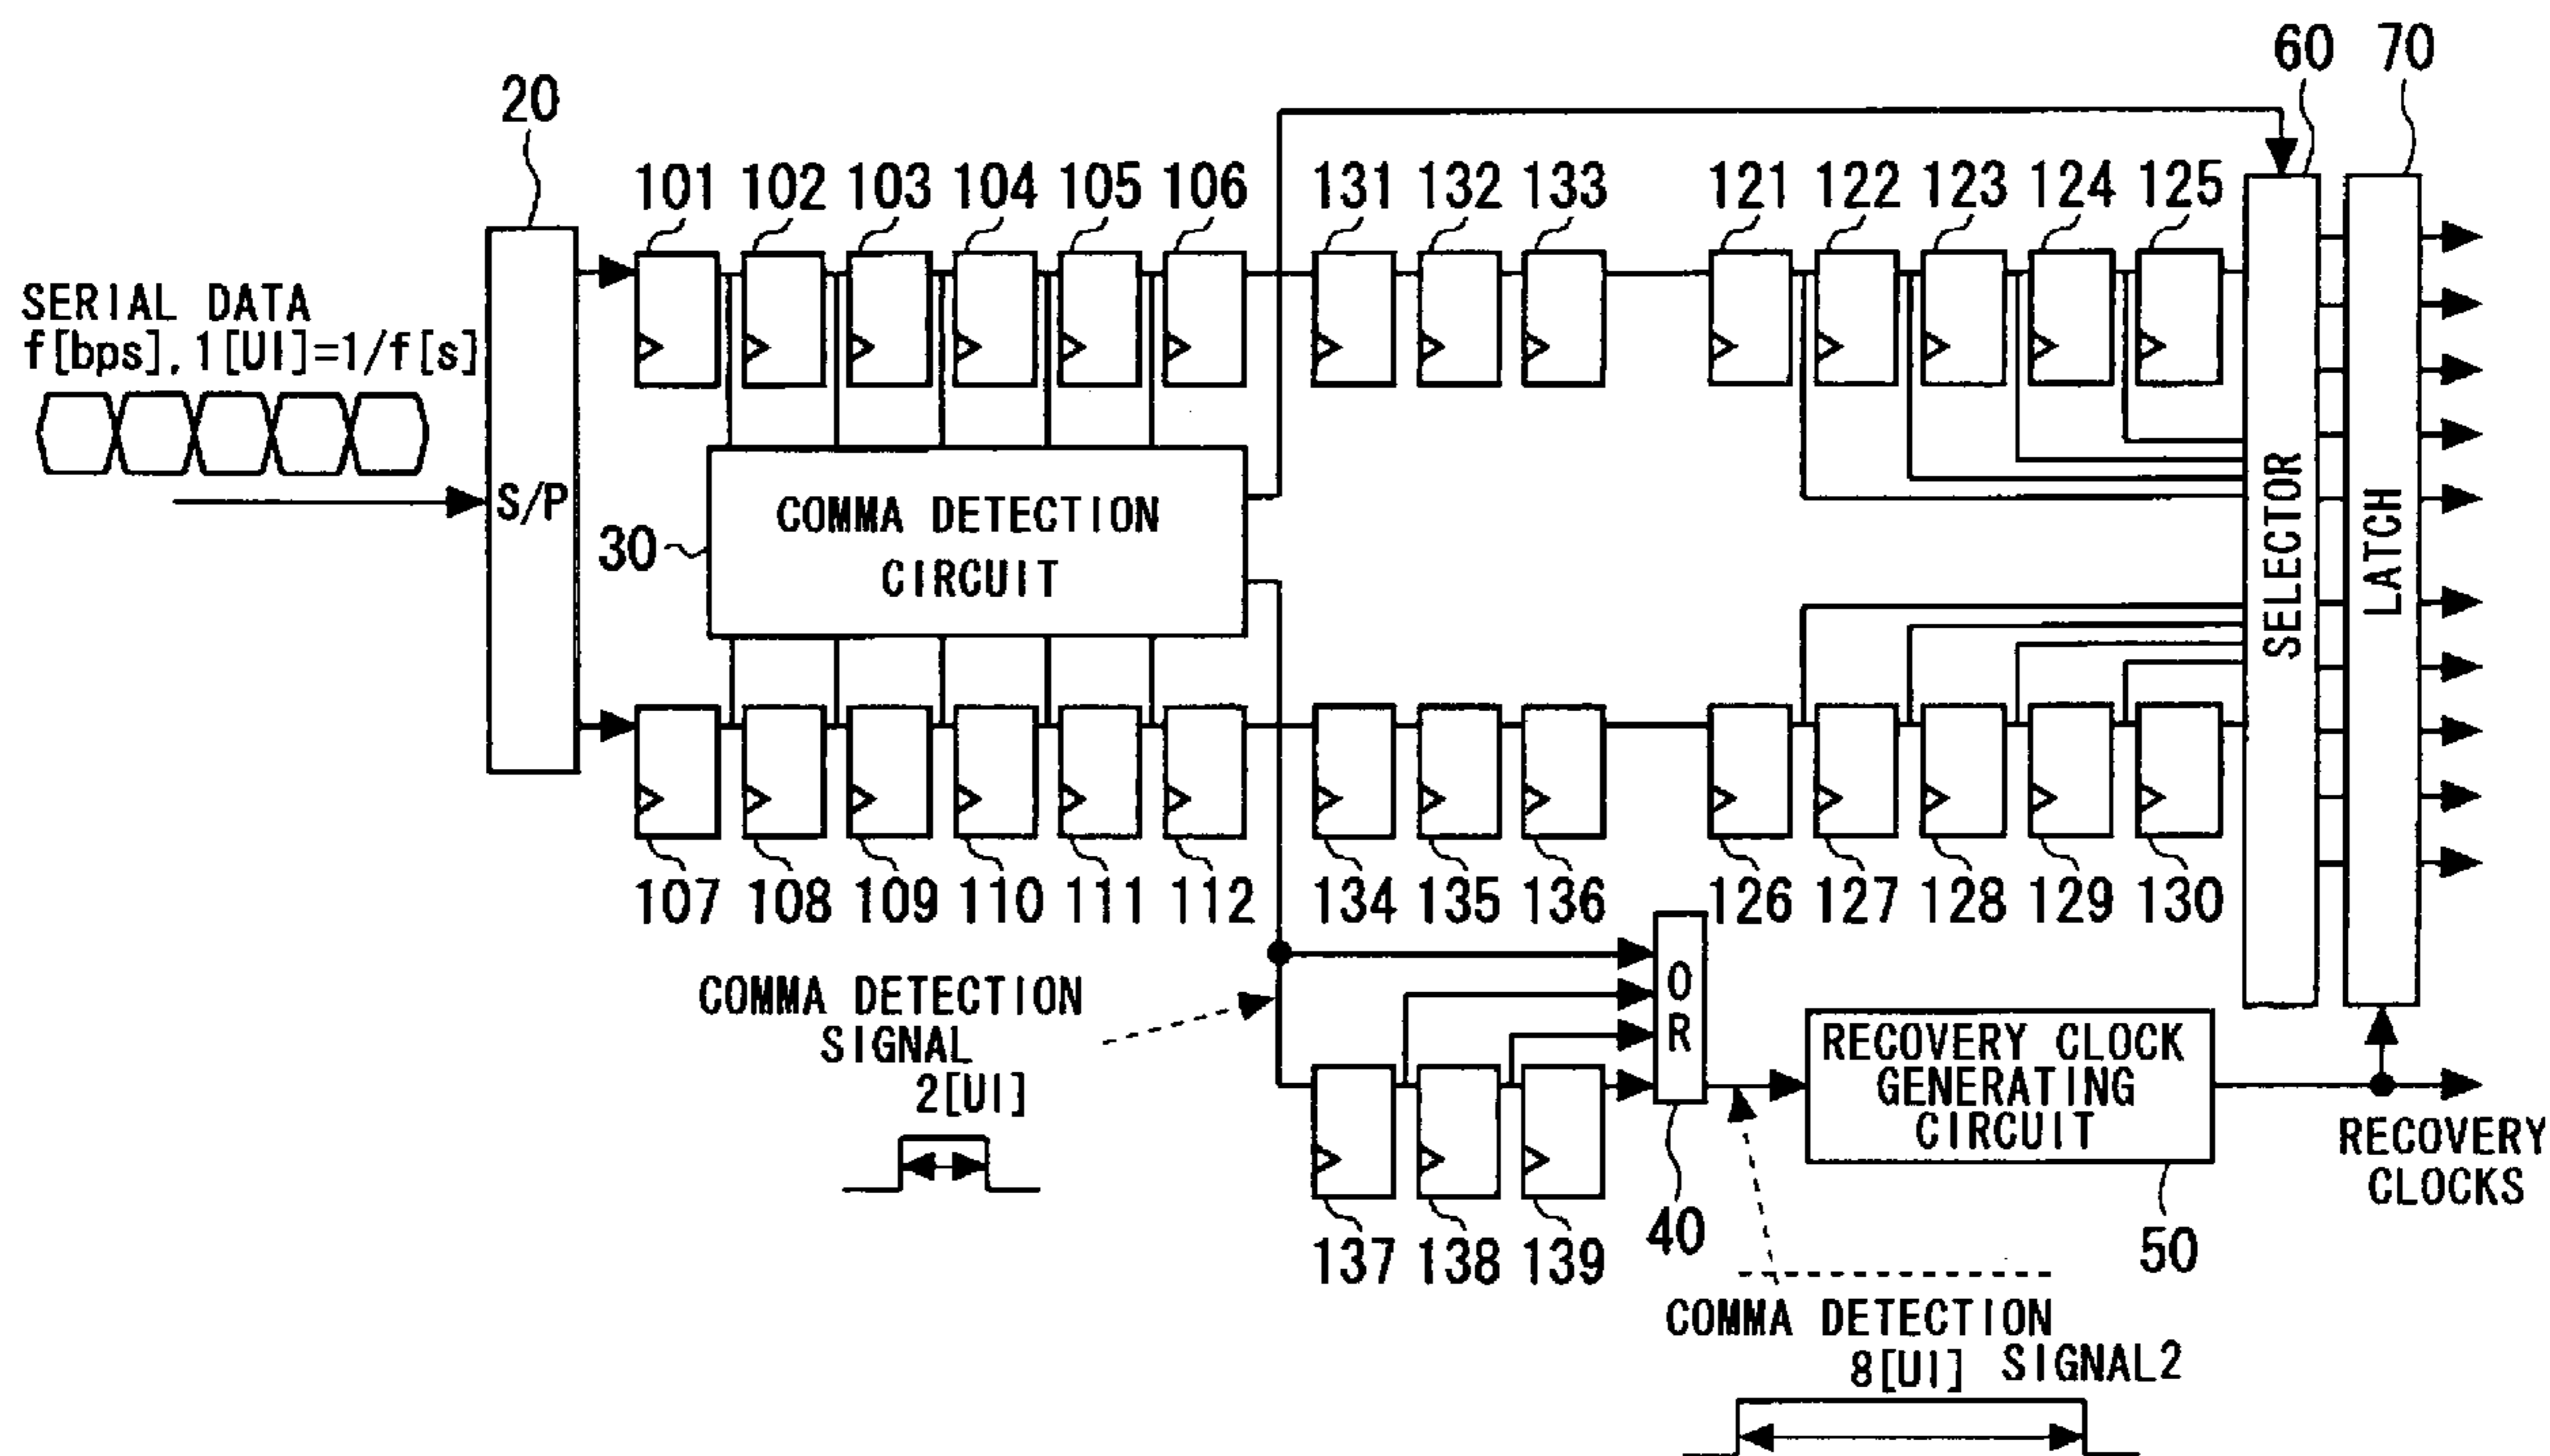 60 70
20
101 102 103 104 105 106 131 132 133 121 122 123 124 125
SERIAL DATA
f[bps], 1[UI]=1/f[s]
S/P
30
COMMA DETECTION
CIRCUIT
SELECTOR
LATCH
107 108 109 110 111 112 134 135 136 126 127 128 129 130
COMMA DETECTION
SIGNAL
2[UI]
OR
RECOVERY CLOCK
GENERATING
CIRCUIT
RECOVERY
CLOCKS
137 138 139 40 50
COMMA DETECTION
8[UI] SIGNAL2